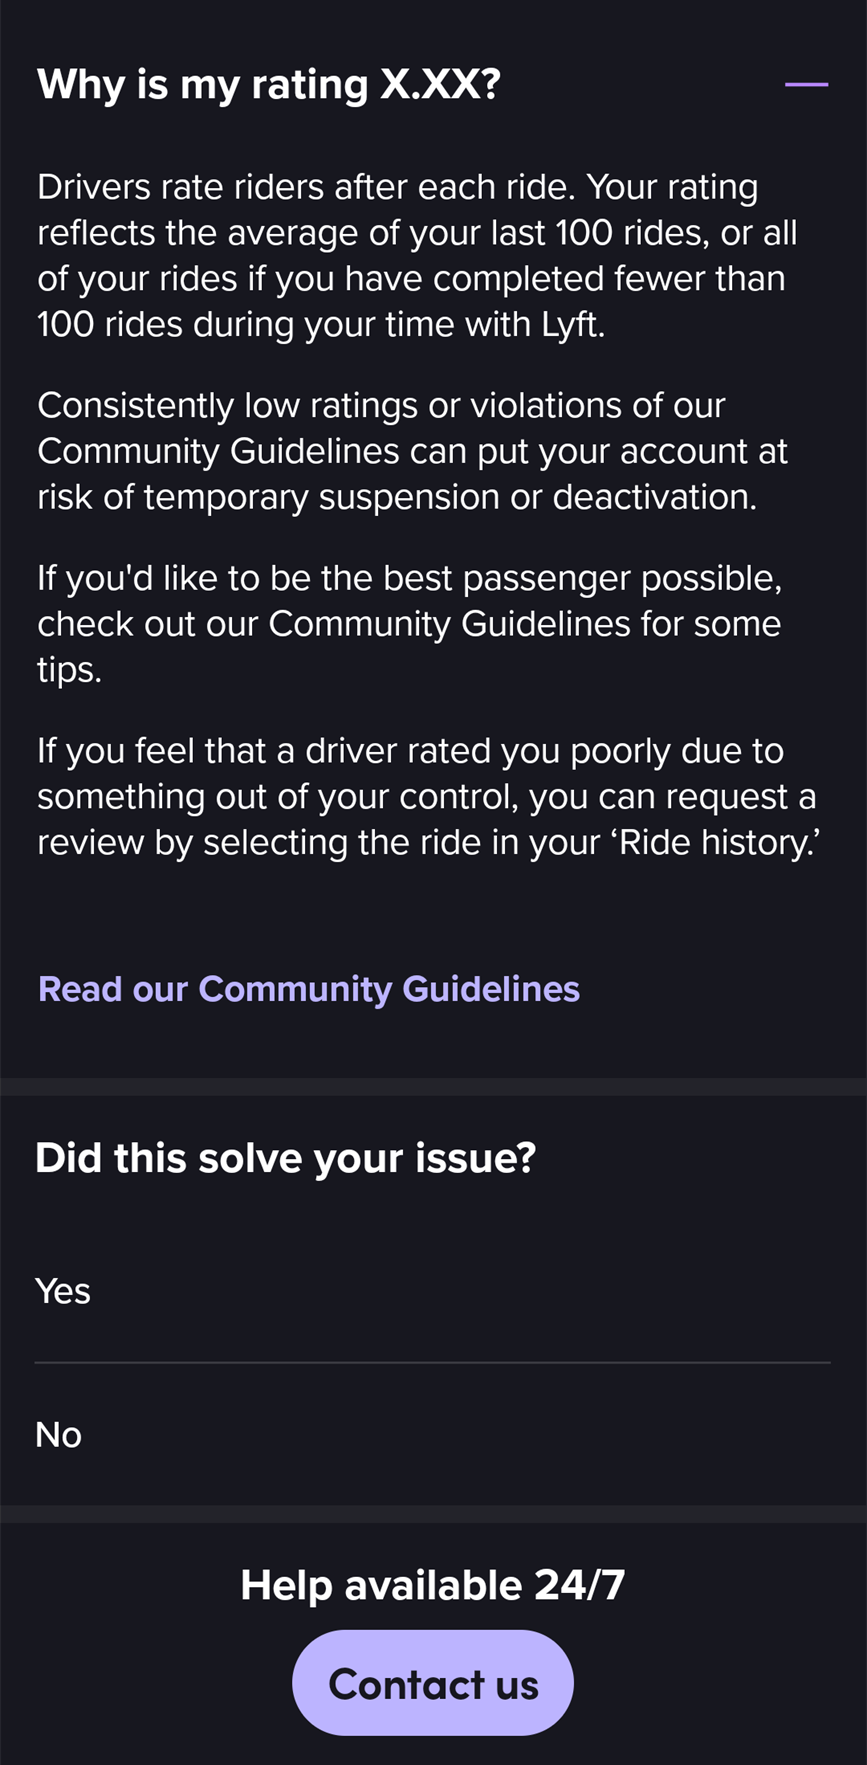 Why is my rating X.XX?
Drivers rate riders after each ride. Your rating
reflects the average of your last 100 rides, or all
of your rides if you have completed fewer than
100 rides during your time with Lyft.
Consistently low ratings or violations of our
Community Guidelines can put your account at
risk of temporary suspension or deactivation.
If you'd like to be the best passenger possible,
check out our Community Guidelines for some
tips.
If you feel that a driver rated you poorly due to
something out of your control, you can request a
review by selecting the ride in your ‘Ride history.’
Read our Community Guidelines
Did this solve your issue?
Yes
No
Help available 24/7
Contact us